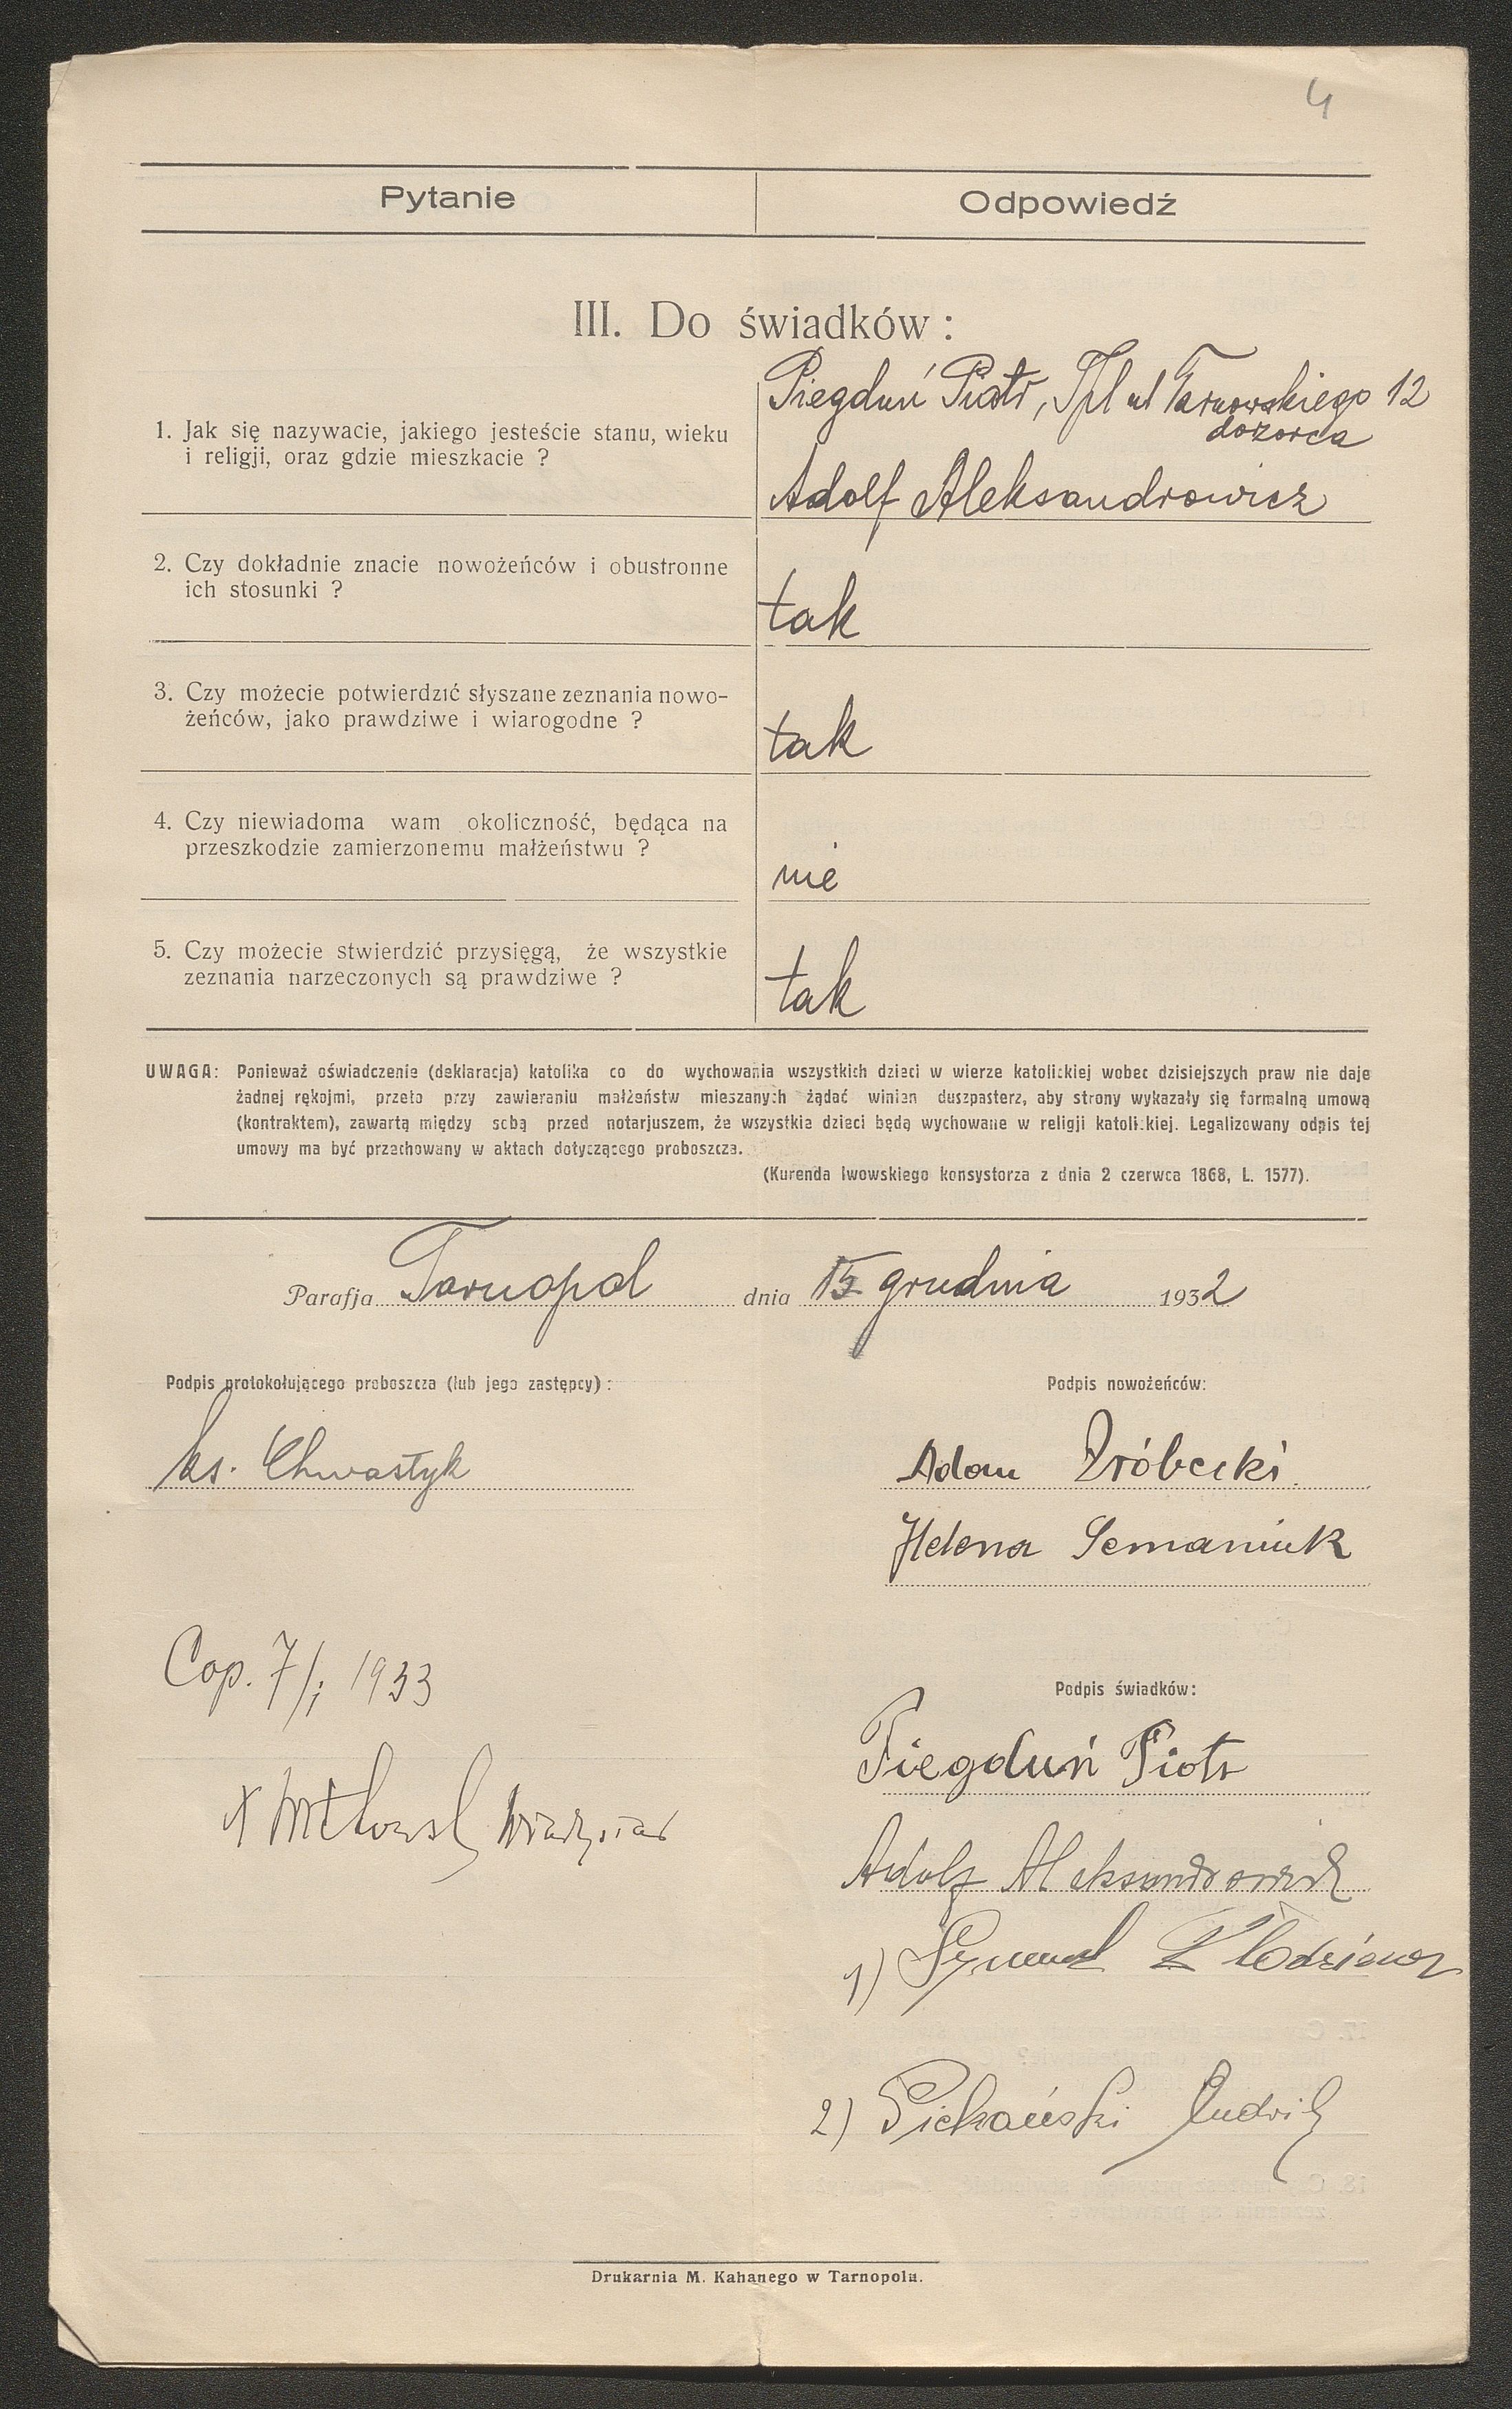 4
Pytanie
Odpowiedź
III. Do świadków :
Piegduń Piotr, Tpl ul Tarnowskiego 12
dozorca
1. Jak się nazywacie, jakiego jesteście stanu, wieku
i religji, oraz gdzie mieszkacie ?
Adolf Aleksandrowicz
2. Czy dokładnie znacie nowożeńców i obustronne
ich stosunki ?
tak
3. Czy możecie potwierdzić słyszane zeznania nowo-
żeńców, jako prawdziwe i wiarogodne ?
tak
4. Czy niewiadoma wam okoliczność, będąca na
przeszkodzie zamierzonemu małżeństwu ?
nie
5. Czy możecie stwierdzić przysięgą, że wszystkie
zeznania narzeczonych są prawdziwe ?
tak
UWAGA: Ponieważ oświadczenie (deklaracja) katolika co do wychowania wszystkich dzieci w wierze katolickiej wobec dzisiejszych praw nie daje
żadnej rękojmi, przeto przy zawieraniu małżeństw mieszanych żądać winien duszpasterz, aby strony wykazały się formalną umową
(kontraktem), zawartą między sobą przed notarjuszem, że wszystkie dzieci będą wychowane w religji katolickiej. Legalizowany odpis tej
umowy ma być przechowany w aktach dotyczącego proboszcza.
(Kurenda lwowskiego konsystorza z dnia 2 czerwca 1868, L. 1577).
Parafja Tarnopol dnia 15 grudnia 1932
Podpis protokołującego proboszcza (lub jego zastępcy) :
Podpis nowożeńców:
ks. Chwastyk
Adam Wróbecki
Helena Semaniuk
Cop. 7/I 1933
Podpis świadków:
Piegduń Piotr
X
Adolf Aleksandrowicz
1) Szymon
2) Piekański Ludwik
Drukarnia M. Kahanego w Tarnopolu.